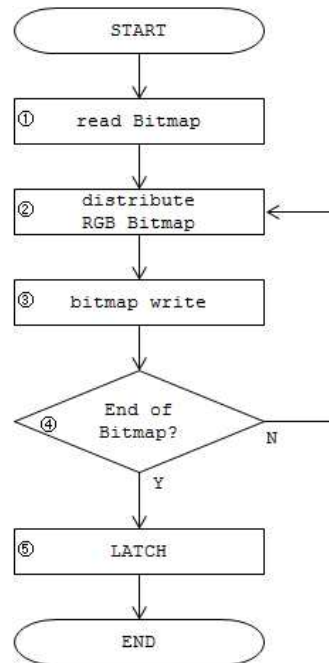 START
① read Bitmap
② distribute
RGB Bitmap
③ bitmap write
End of
④ Bitmap?
N
Y
⑤ LATCH
END